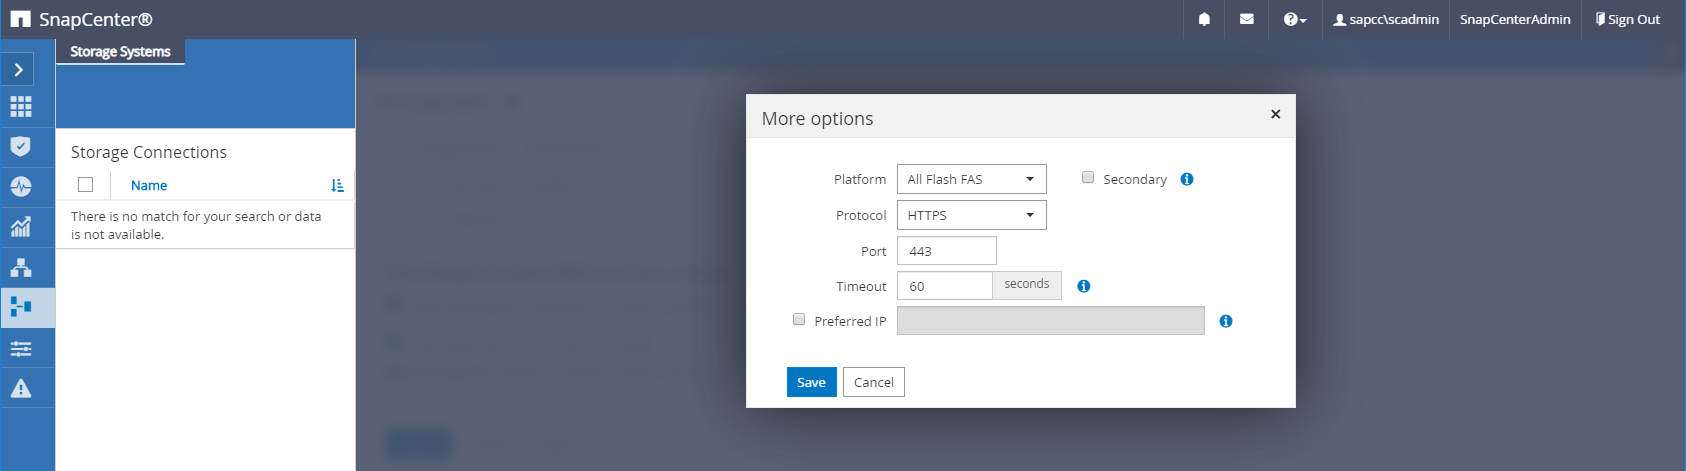 SnapCenter®
sapcc\scadmin
SnapCenterAdmin
Sign Out
Storage Systems
Storage Connections
Name
There is no match for your search or data
is not available.
More options
Platform
All Flash FAS
Secondary
Protocol
HTTPS
Port
443
Timeout
60
seconds
Preferred IP
Save
Cancel